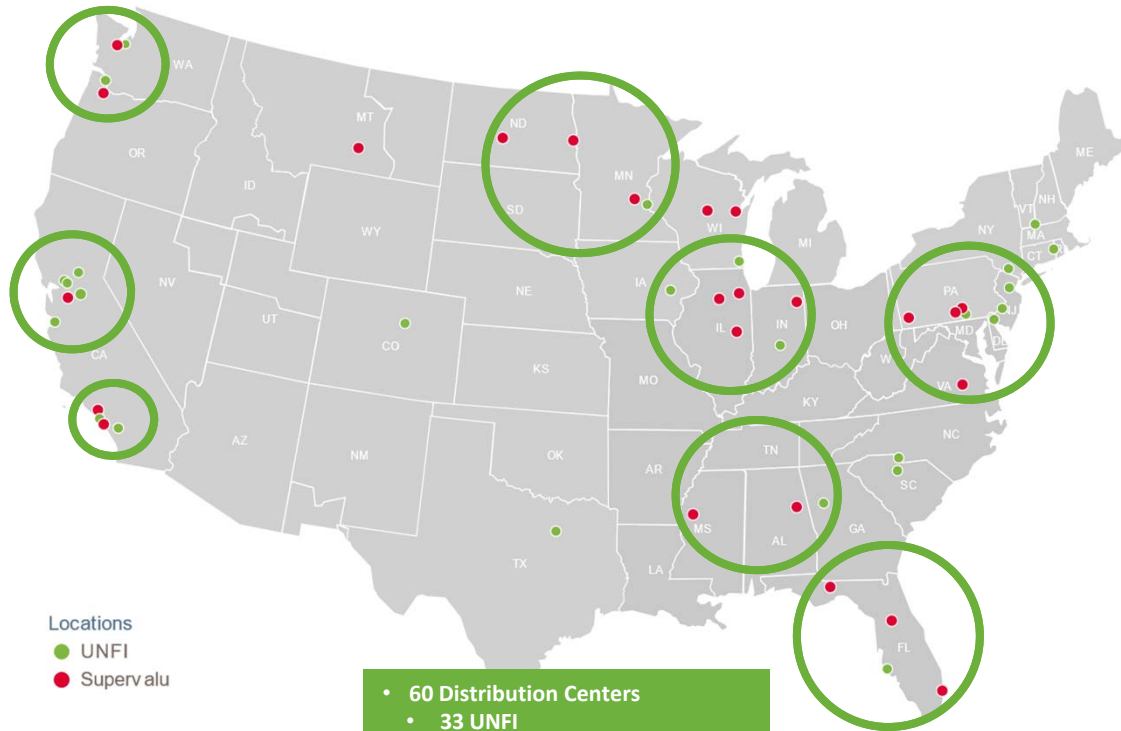 WA
MT
ND
MN
OR
ID
SD
WI
MI
ME
VT
NH
NY
MA
CT
WY
IA
NE
PA
NJ
NV
UT
CO
IL
IN
OH
MD
DE
CA
KS
MO
KY
VA
AZ
NM
OK
AR
TN
NC
SC
MS
AL
GA
TX
LA
FL
Locations
UNFI
Supervalu
• 60 Distribution Centers
• 33 UNFI